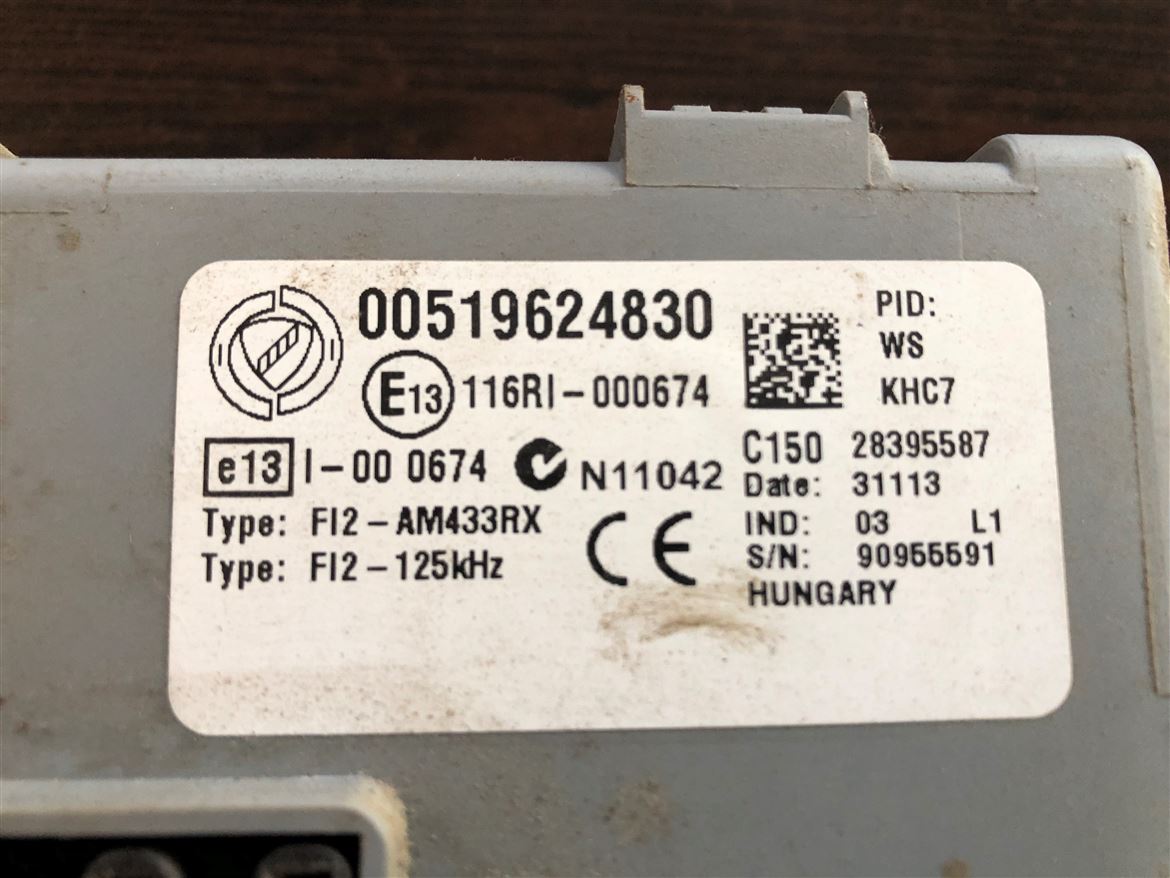 00519624830
E13 116RI-000674
e13 I-00 0674 N11042
Type: FI2-AM433RX
Type: FI2-125kHz
PID:
WS
KHC7
C150 28395587
Date: 31113
IND: 03 L1
S/N: 90955591
HUNGARY
CE